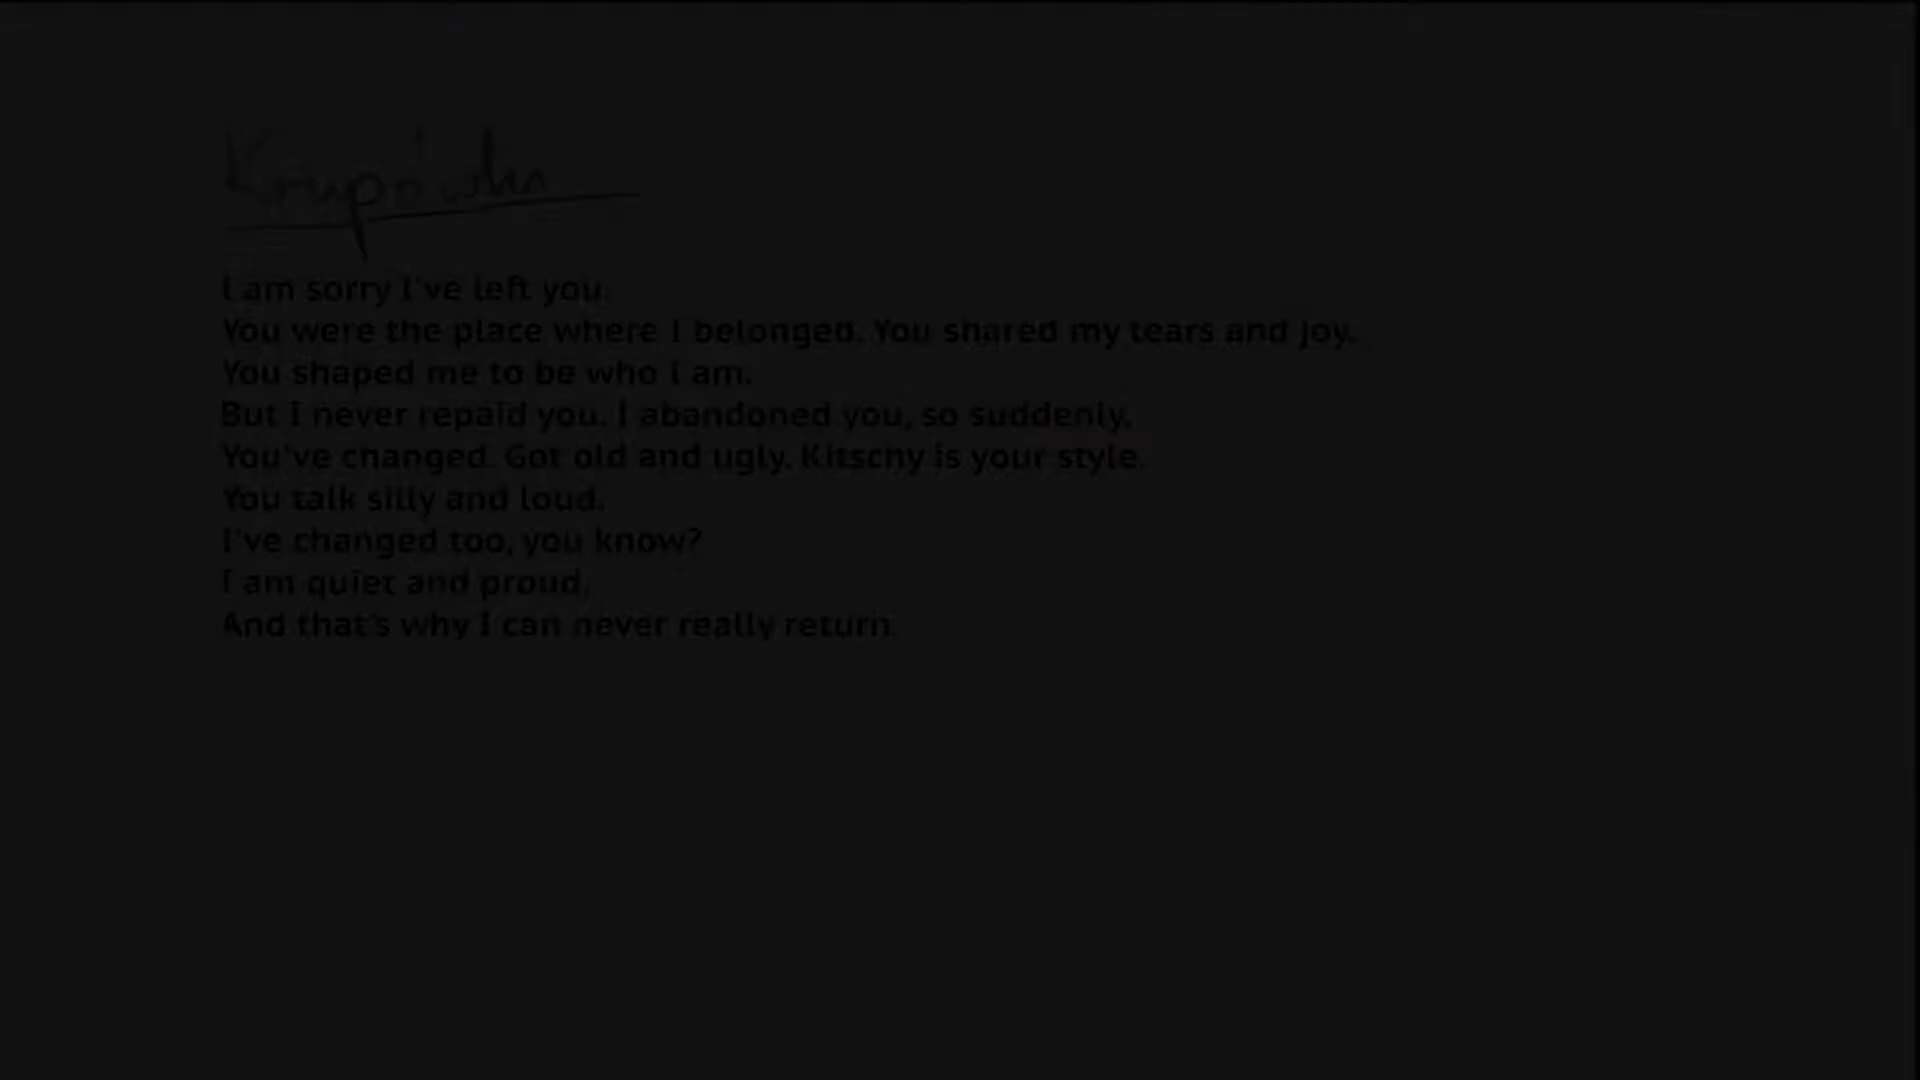 Krupówki
I am sorry I've left you.
You were the place where I belonged. You shared my tears and joy.
You shaped me to be who I am.
But I never repaid you. I abandoned you, so suddenly.
You've changed. Got old and ugly. Kitschy is your style.
You talk silly and loud.
I've changed too, you know?
I am quiet and proud.
And that's why I can never really return.